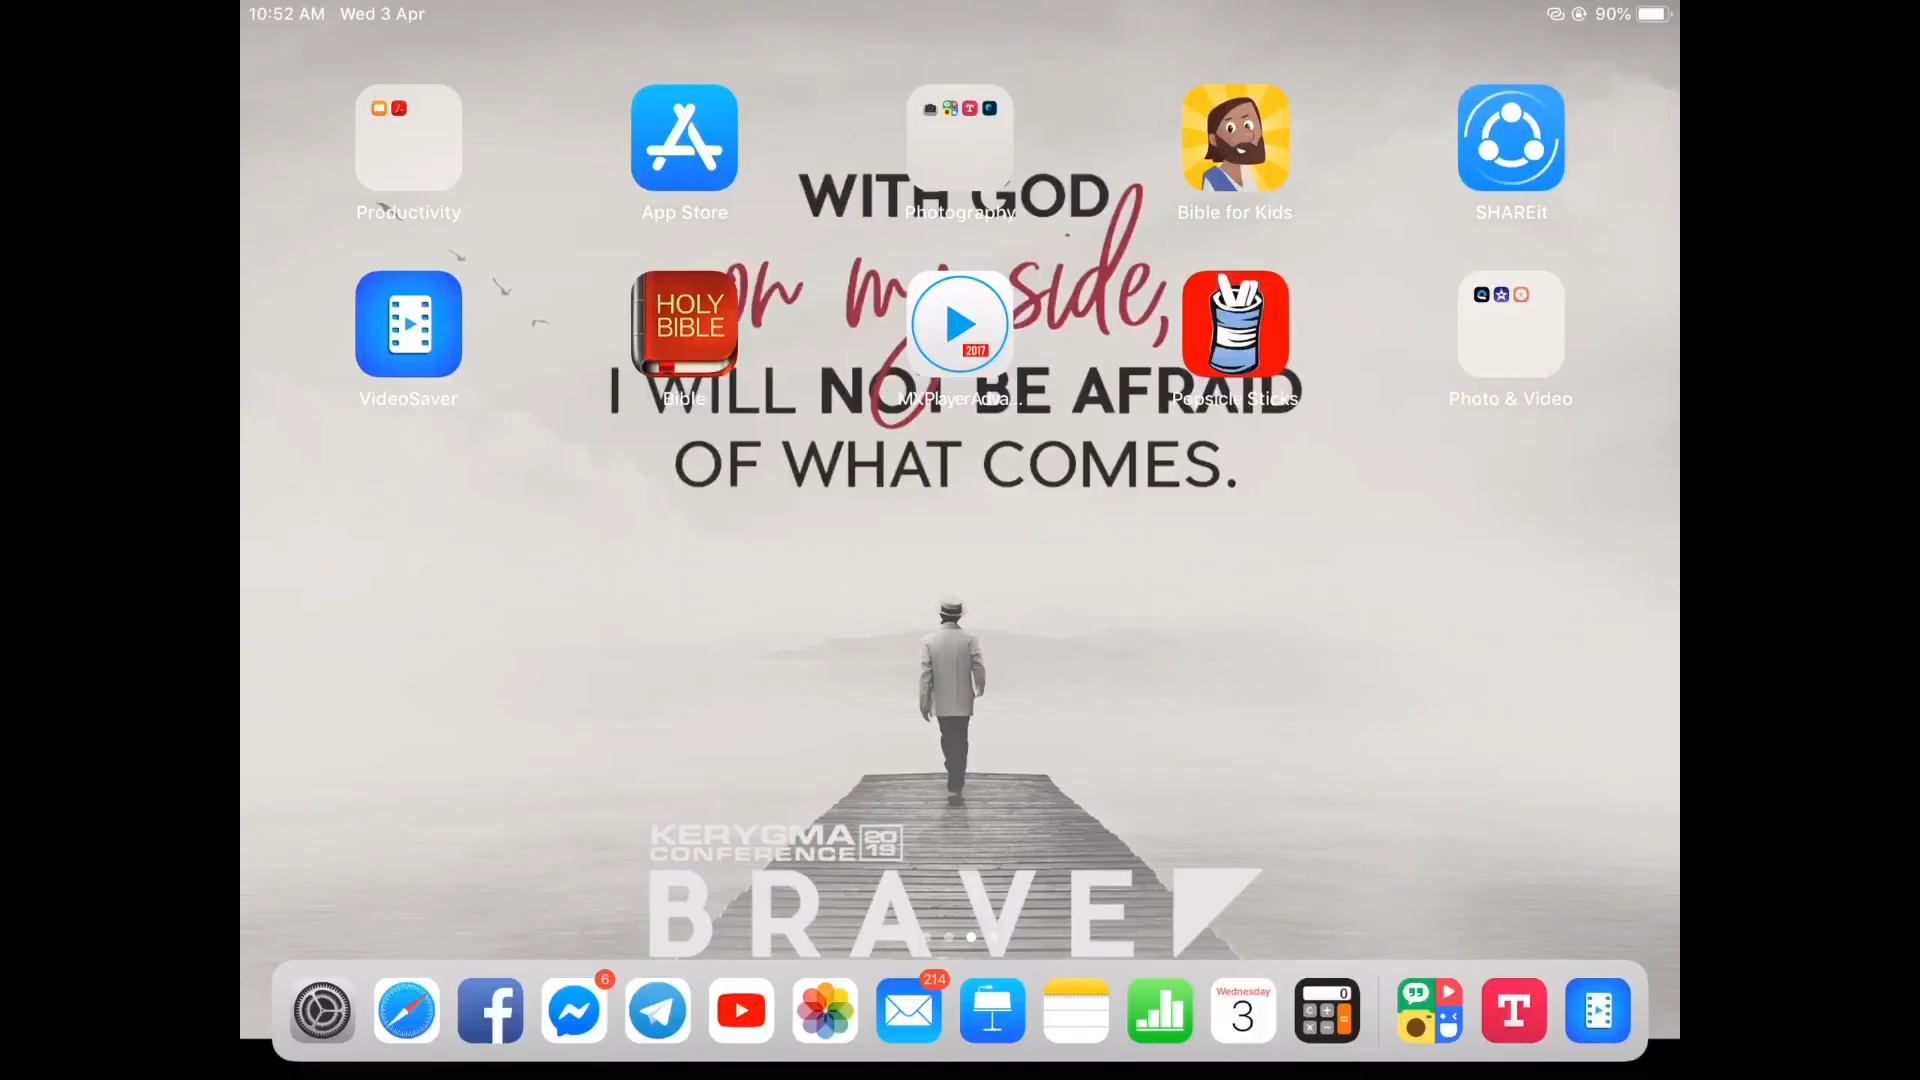 10:52 AM Wed 3 Apr
90%
Productivity
App Store
Photography
Bible for Kids
SHAREit
WITH GOD
on my side,
I WILL NOT BE AFRAID
OF WHAT COMES.
HOLY
BIBLE
2017
VideoSaver
Bible
MXPlayerAdva...
Popsicle Sticks
Photo & Video
KERYGMA
CONFERENCE
20
19
BRAVE
6
214
Wednesday
3
0
T